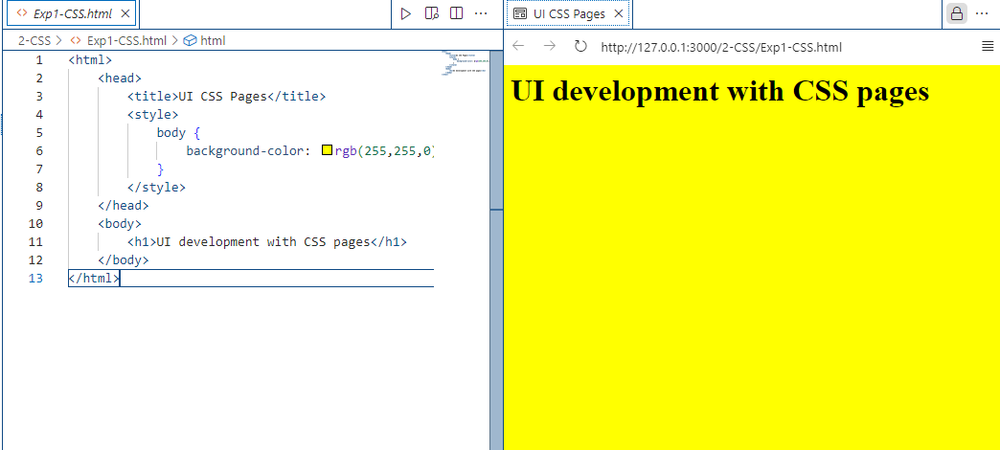 Exp1-CSS.html
2-CSS > Exp1-CSS.html > html
1 <html>
2 <head>
3 <title>UI CSS Pages</title>
4 <style>
5 body {
6 background-color: rgb(255,255,0)
7 }
8 </style>
9 </head>
10 <body>
11 <h1>UI development with CSS pages</h1>
12 </body>
13 </html>
UI CSS Pages
http://127.0.0.1:3000/2-CSS/Exp1-CSS.html
UI development with CSS pages